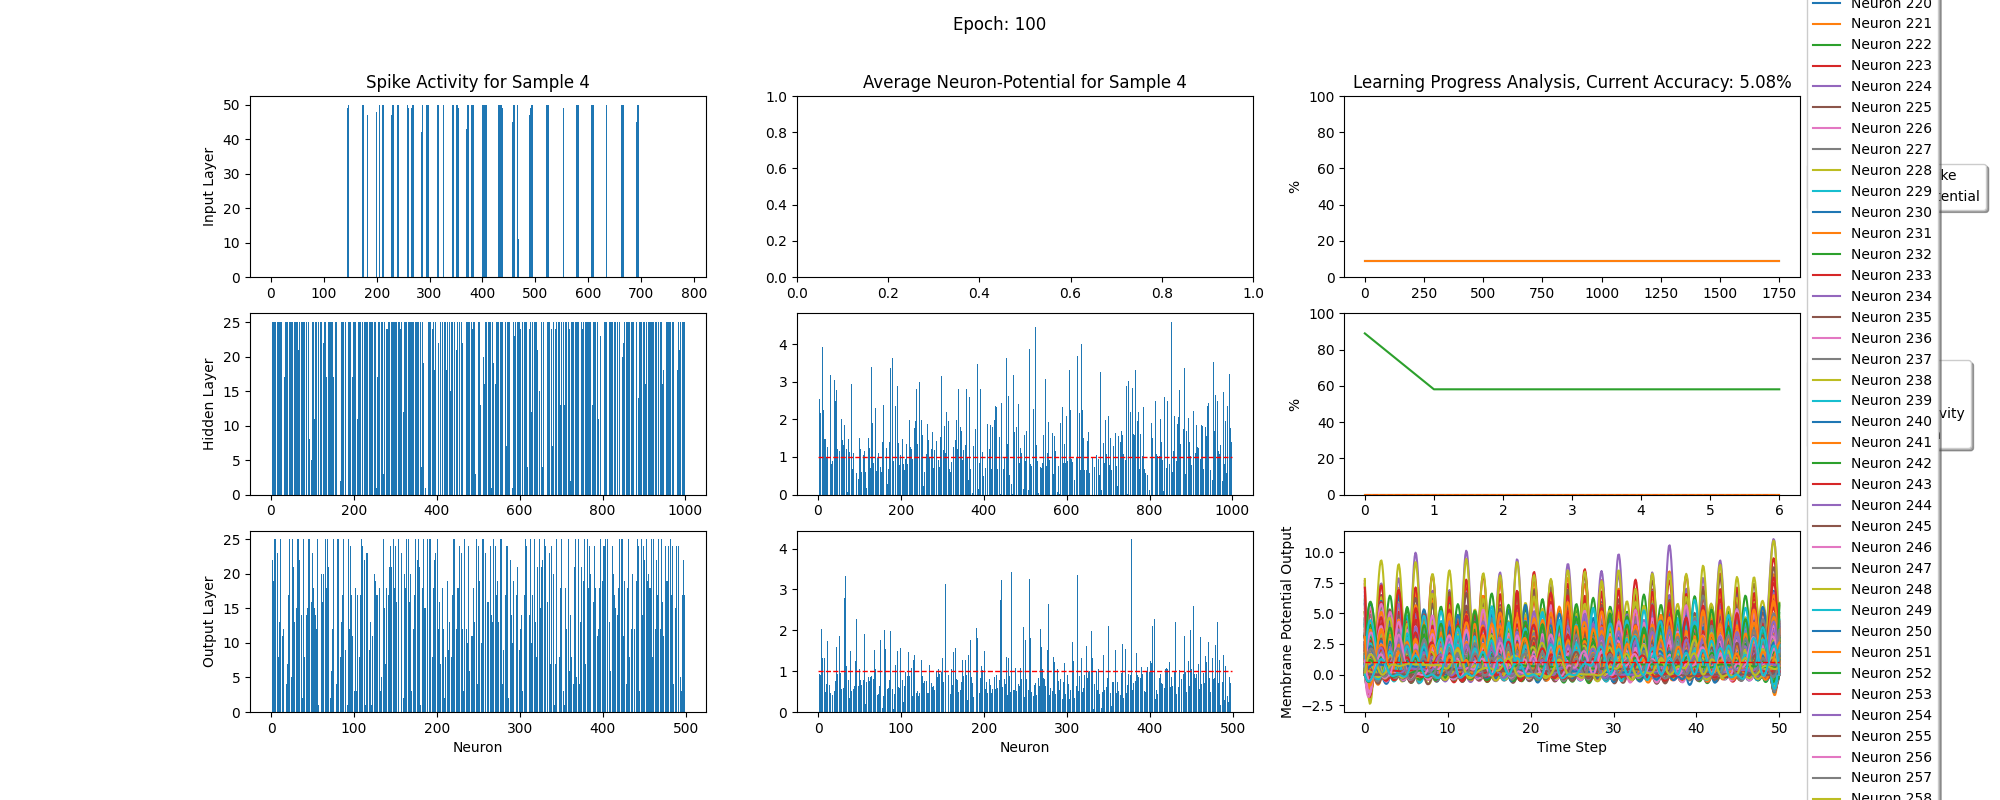 Epoch: 100
Spike Activity for Sample 4
Average Neuron-Potential for Sample 4
Learning Progress Analysis, Current Accuracy: 5.08%
Input Layer
50
40
30
20
10
0
0 100 200 300 400 500 600 700 800
1.0
0.8
0.6
0.4
0.2
0.0
0.0 0.2 0.4 0.6 0.8 1.0
%
100
80
60
40
20
0
0 250 500 750 1000 1250 1500 1750
Hidden Layer
25
20
15
10
5
0
0 200 400 600 800 1000
4
3
2
1
0
0 200 400 600 800 1000
%
100
80
60
40
20
0
0 1 2 3 4 5 6
Output Layer
25
20
15
10
5
0
0 100 200 300 400 500
Neuron
4
3
2
1
0
0 100 200 300 400 500
Neuron
Membrane Potential Output
10.0
7.5
5.0
2.5
0.0
−2.5
0 10 20 30 40 50
Time Step
Neuron 220
Neuron 221
Neuron 222
Neuron 223
Neuron 224
Neuron 225
Neuron 226
Neuron 227
Neuron 228
Neuron 229
Neuron 230
Neuron 231
Neuron 232
Neuron 233
Neuron 234
Neuron 235
Neuron 236
Neuron 237
Neuron 238
Neuron 239
Neuron 240
Neuron 241
Neuron 242
Neuron 243
Neuron 244
Neuron 245
Neuron 246
Neuron 247
Neuron 248
Neuron 249
Neuron 250
Neuron 251
Neuron 252
Neuron 253
Neuron 254
Neuron 255
Neuron 256
Neuron 257
Neuron 258
ke
ential
vity